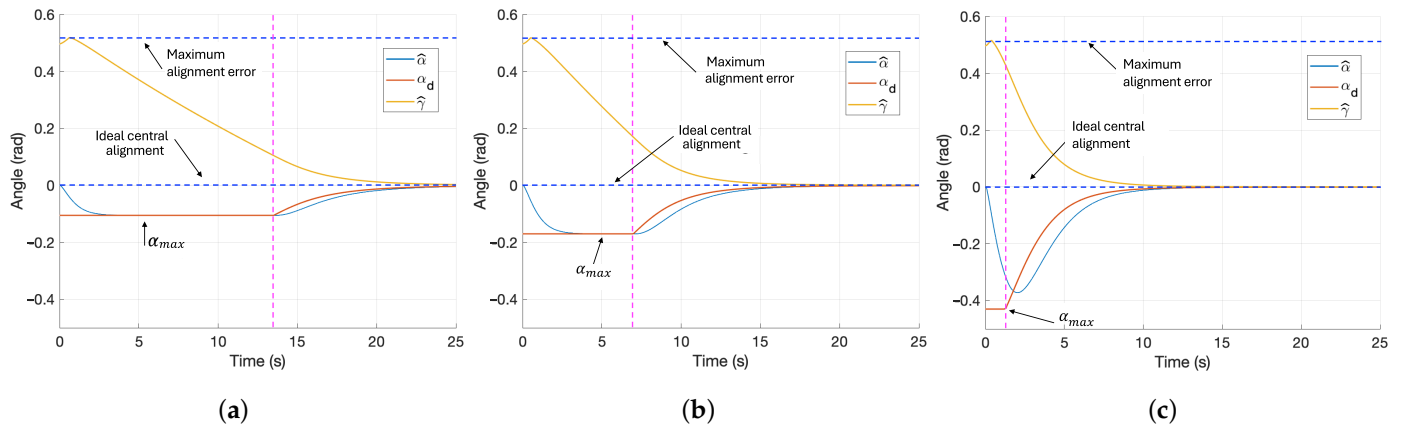 0.6
0.4
0.2
0
−0.2
−0.4
Angle (rad)
Maximum
alignment error
Ideal central
alignment
α_max
α̂
α_d
γ̂
0 5 10 15 20 25
Time (s)
(a)
0.6
0.4
0.2
0
−0.2
−0.4
Angle (rad)
Maximum
alignment error
Ideal central
alignment
α_max
α̂
α_d
γ̂
0 5 10 15 20 25
Time (s)
(b)
0.6
0.4
0.2
0
−0.2
−0.4
Angle (rad)
Maximum
alignment error
Ideal central
alignment
α_max
α̂
α_d
γ̂
0 5 10 15 20 25
Time (s)
(c)